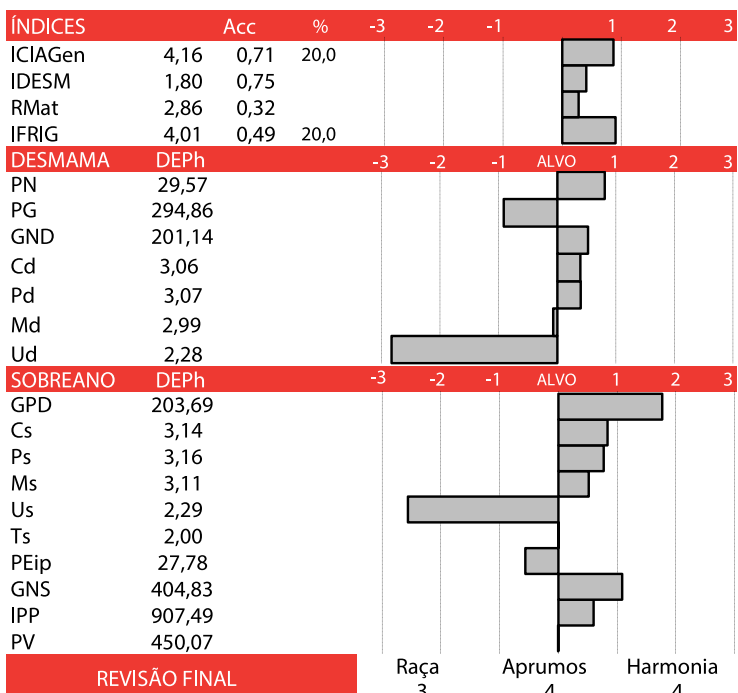 ÍNDICES Acc % -3 -2 -1 1 2 3
ICIAGen 4,16 0,71 20,0
IDESM 1,80 0,75
RMat 2,86 0,32
IFRIG 4,01 0,49 20,0
DESMAMA DEPh -3 -2 -1 ALVO 1 2 3
PN 29,57
PG 294,86
GND 201,14
Cd 3,06
Pd 3,07
Md 2,99
Ud 2,28
SOBREANO DEPh -3 -2 -1 ALVO 1 2 3
GPD 203,69
Cs 3,14
Ps 3,16
Ms 3,11
Us 2,29
Ts 2,00
PEip 27,78
GNS 404,83
IPP 907,49
PV 450,07
REVISÃO FINAL Raça Aprumos Harmonia
3 4 4